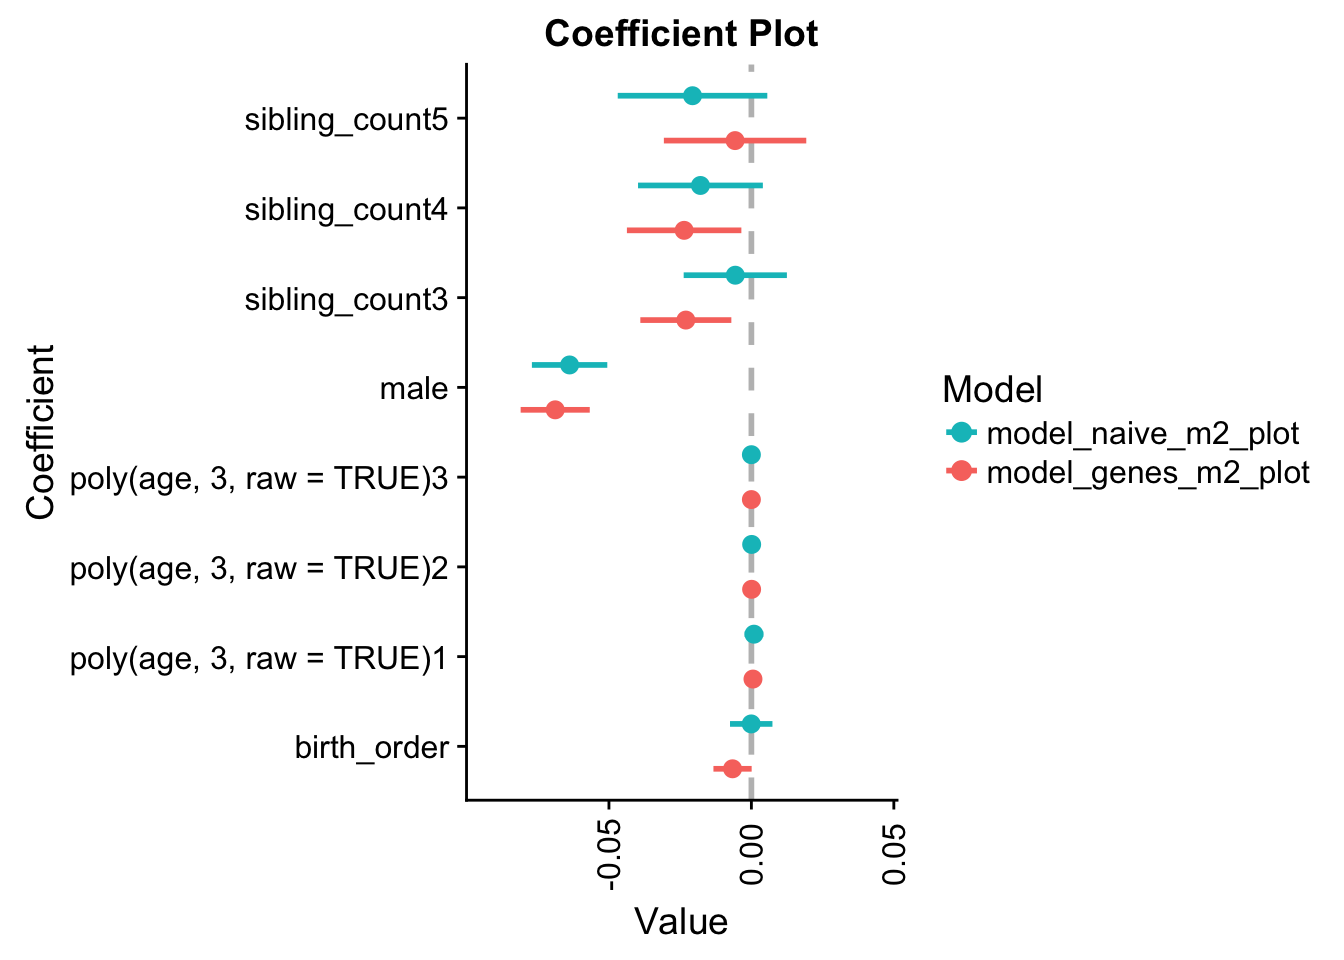 Coefficient Plot
Coefficient
sibling_count5
sibling_count4
sibling_count3
male
poly(age, 3, raw = TRUE)3
poly(age, 3, raw = TRUE)2
poly(age, 3, raw = TRUE)1
birth_order
-0.05
0.00
0.05
Value
Model
model_naive_m2_plot
model_genes_m2_plot